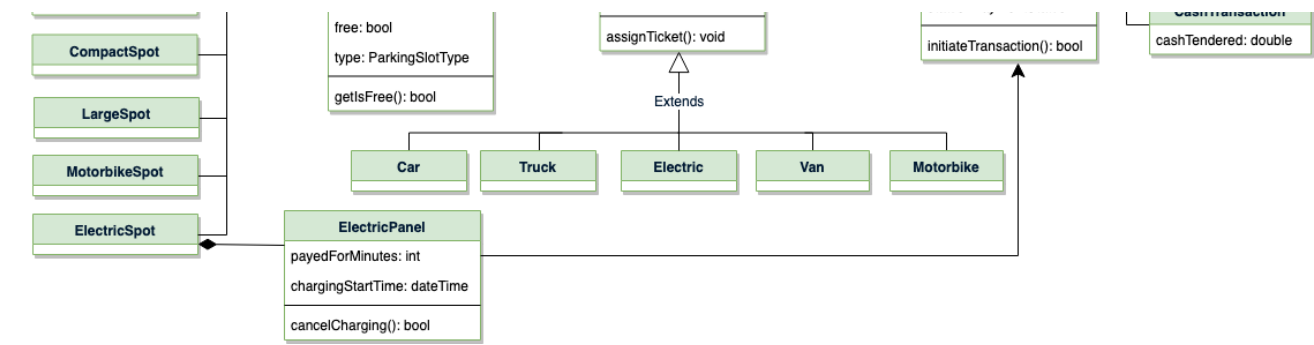 CompactSpot
LargeSpot
MotorbikeSpot
ElectricSpot
free: bool
type: ParkingSlotType
getIsFree(): bool
assignTicket(): void
Extends
Car
Truck
Electric
Van
Motorbike
ElectricPanel
payedForMinutes: int
chargingStartTime: dateTime
cancelCharging(): bool
initiateTransaction(): bool
CashTransaction
cashTendered: double